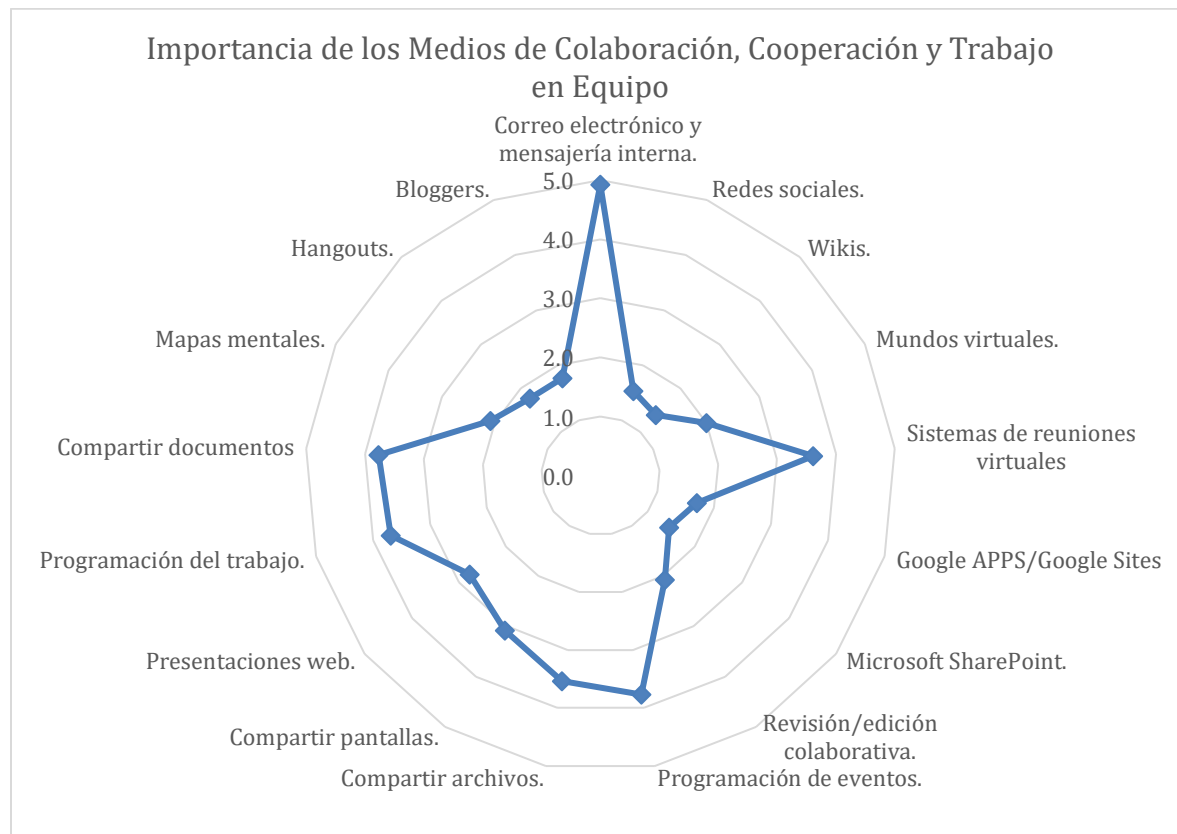 Importancia de los Medios de Colaboración, Cooperación y Trabajo
en Equipo
Correo electrónico y
mensajería interna.
Redes sociales.
Wikis.
Mundos virtuales.
Sistemas de reuniones
virtuales
Google APPS/Google Sites
Microsoft SharePoint.
Revisión/edición
colaborativa.
Programación de eventos.
Compartir archivos.
Compartir pantallas.
Presentaciones web.
Programación del trabajo.
Compartir documentos
Mapas mentales.
Hangouts.
Bloggers.
5.0
4.0
3.0
2.0
1.0
0.0